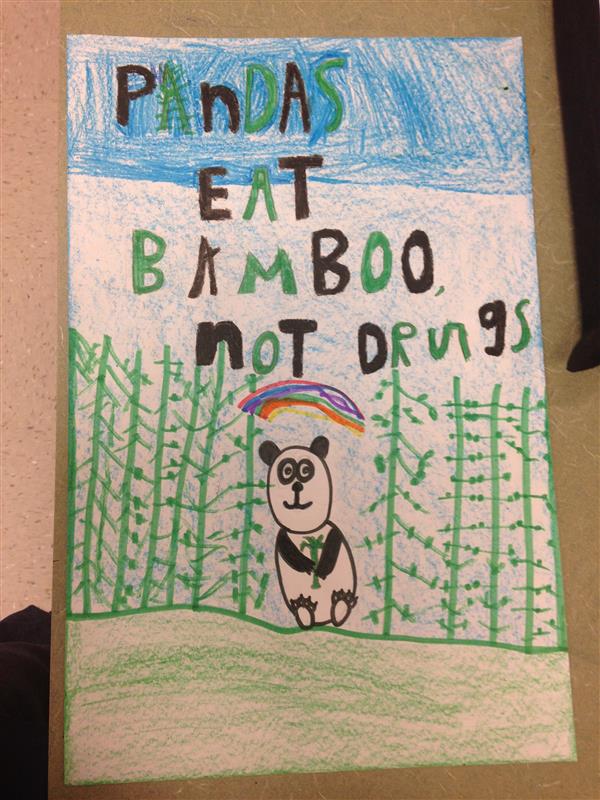 PAnDAS
EAT
BAMBOO,
noT DRUgS